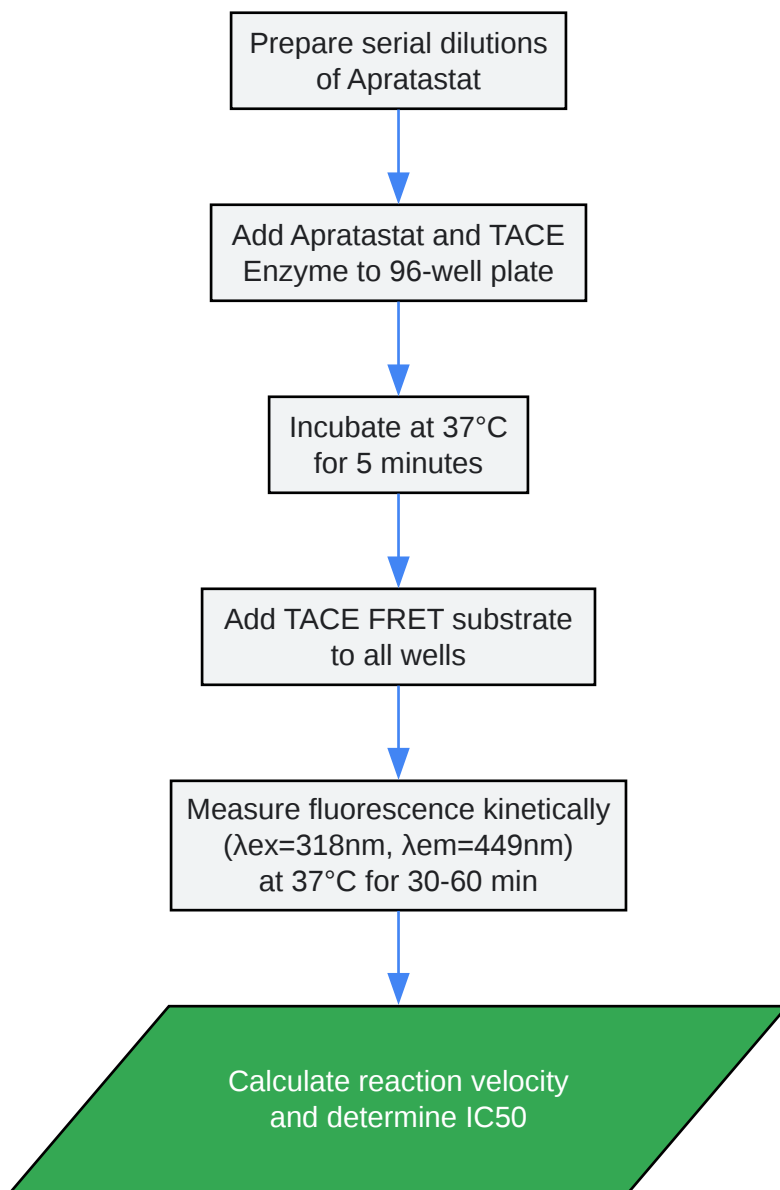 Prepare serial dilutions
of Apratastat
Add Apratastat and TACE
Enzyme to 96-well plate
Incubate at 37°C
for 5 minutes
Add TACE FRET substrate
to all wells
Measure fluorescence kinetically
(λex=318nm, λem=449nm)
at 37°C for 30-60 min
Calculate reaction velocity
and determine IC50